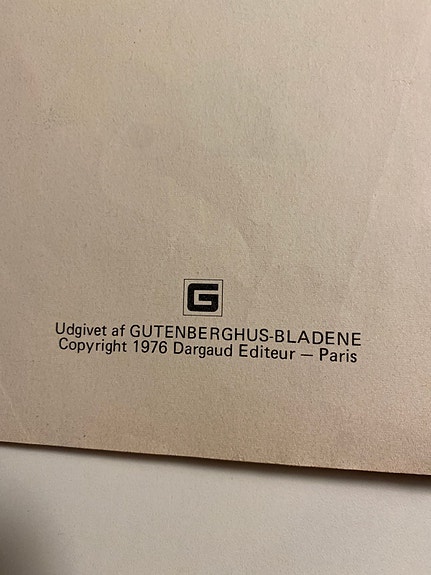 G
Udgivet af GUTENBERGHUS-BLADENE
Copyright 1976 Dargaud Editeur — Paris